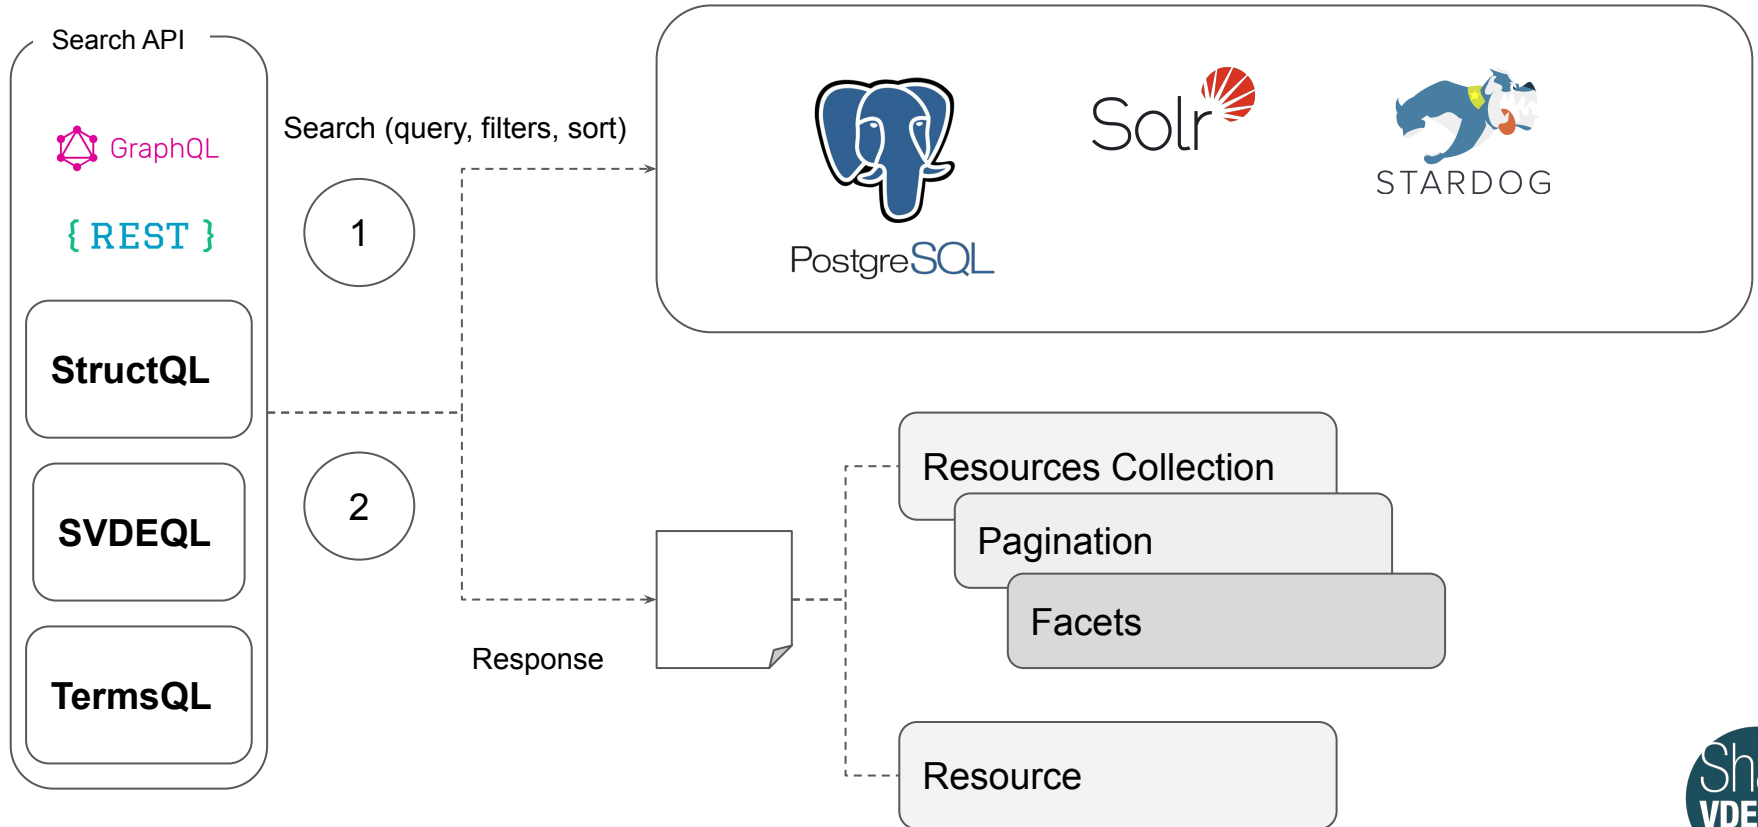 Search API
GraphQL
{ REST }
StructQL
SVDEQL
TermsQL
Search (query, filters, sort)
1
2
Response
PostgreSQL
Solr
STARDOG
Resources Collection
Pagination
Facets
Resource
VDE